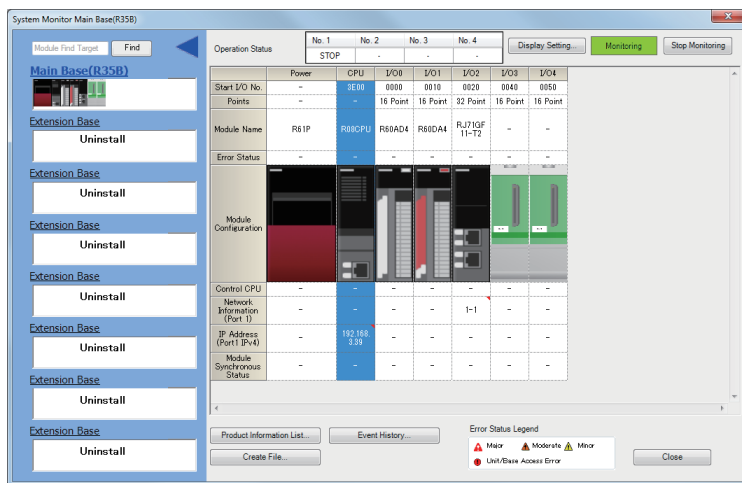 System Monitor Main Base(R35B)
Module Find Target Find
Main Base(R35B)
Extension Base
Uninstall
Extension Base
Uninstall
Extension Base
Uninstall
Extension Base
Uninstall
Extension Base
Uninstall
Extension Base
Uninstall
Extension Base
Uninstall
Operation Status
No. 1 No. 2 No. 3 No. 4
STOP - - -
Display Setting... Monitoring Stop Monitoring
Power CPU I/O0 I/O1 I/O2 I/O3 I/O4
Start I/O No. - 3E00 0000 0010 0020 0040 0050
Points - - 16 Point 16 Point 32 Point 16 Point 16 Point
Module Name R61P R08CPU R60AD4 R60DA4 RJ71GF11-T2 - -
Error Status - - - - - - -
Module
Configuration
Control CPU - - - - - - -
Network
Information
(Port 1) - - - - 1-1 - -
IP Address
(Port1 IPv4) - 192.168.
3.39 - - - - -
Module
Synchronous
Status - - - - - - -
Product Information List... Event History...
Create File...
Error Status Legend
Major Moderate Minor
Unit/Base Access Error
Close